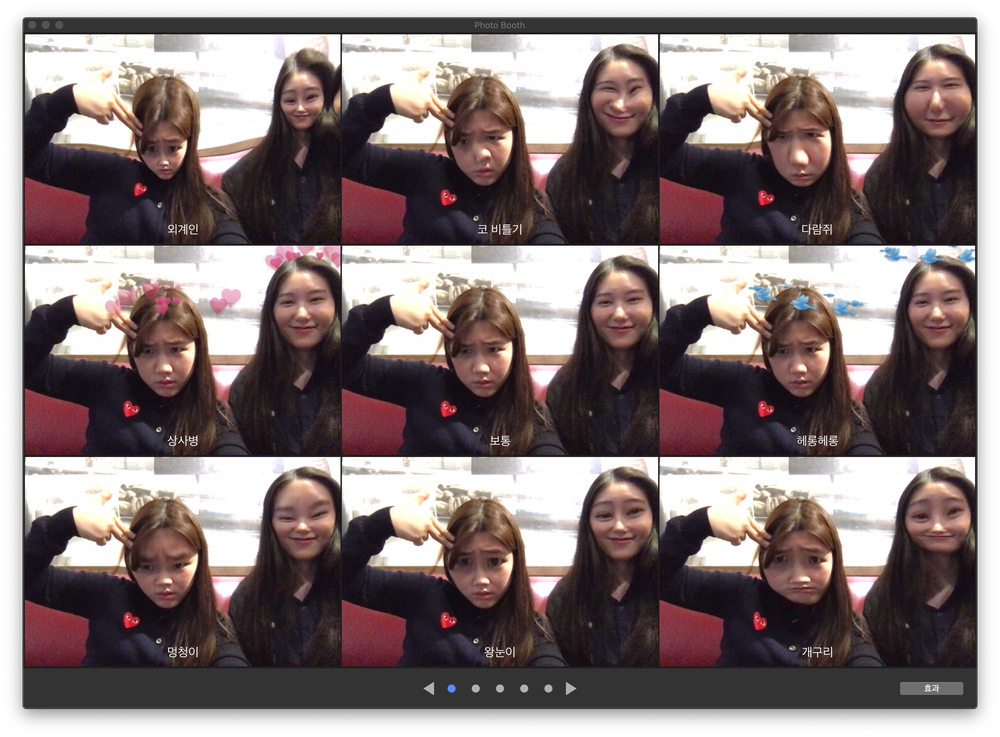 Photo Booth
외계인
코 비틀기
다람쥐
상사병
보통
헤롱헤롱
멍청이
왕눈이
개구리
효과